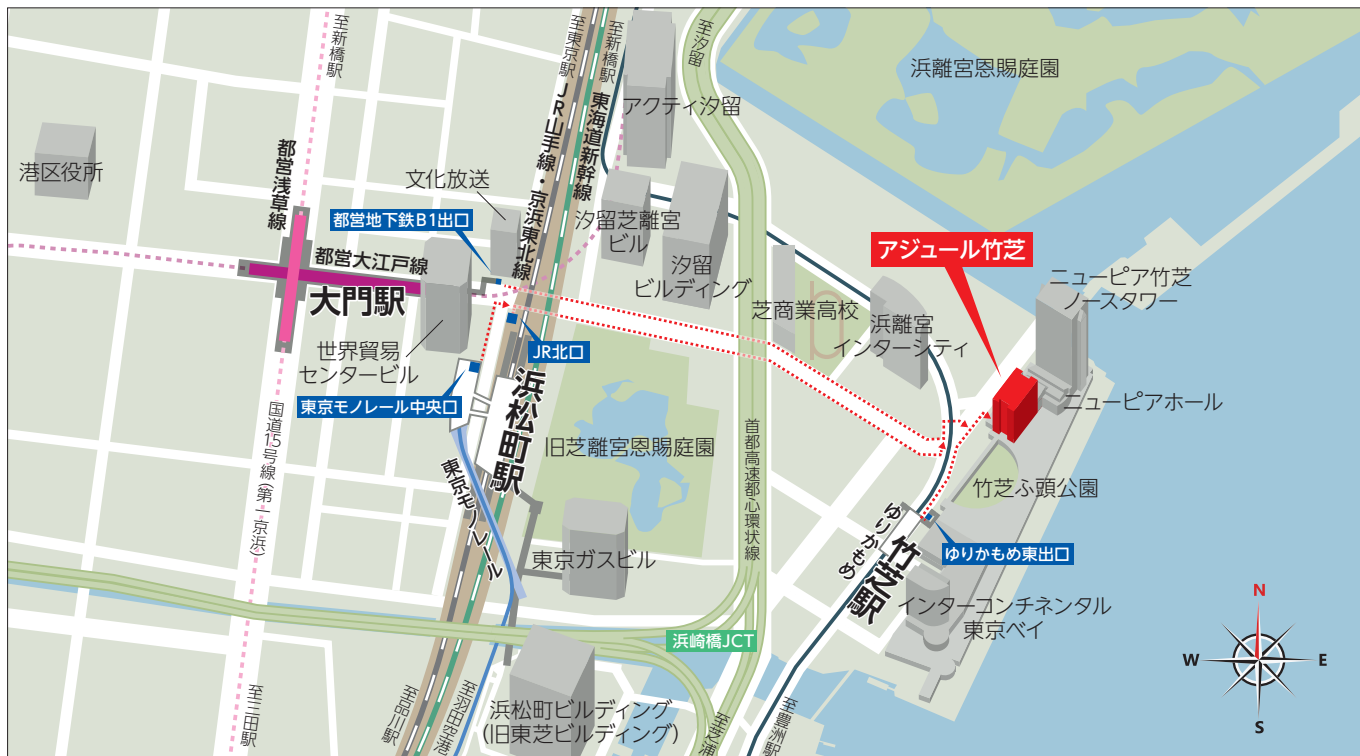 至新橋駅
港区役所
都営浅草線
文化放送
都営地下鉄B1出口
都営大江戸線
大門駅
世界貿易
センタービル
東京モノレール中央口
国道15号線(第一京浜)
至三田駅
至東京駅
JR山手線・京浜東北線
至新橋駅
東海道新幹線
アクティ汐留
至汐留
浜離宮恩賜庭園
汐留芝離宮
ビル
汐留
ビルディング
芝商業高校
浜離宮
インターシティ
アジュール竹芝
ニューピア竹芝
ノースタワー
ニューピアホール
JR北口
浜松町駅
旧芝離宮恩賜庭園
首都高速都心環状線
東京モノレール
東京ガスビル
竹芝ふ頭公園
ゆりかもめ
竹芝駅
ゆりかもめ東出口
インターコンチネンタル
東京ベイ
浜崎橋JCT
至品川駅
至羽田空港
浜松町ビルディング
(旧東芝ビルディング)
至芝浦
至豊洲駅
N
W
E
S